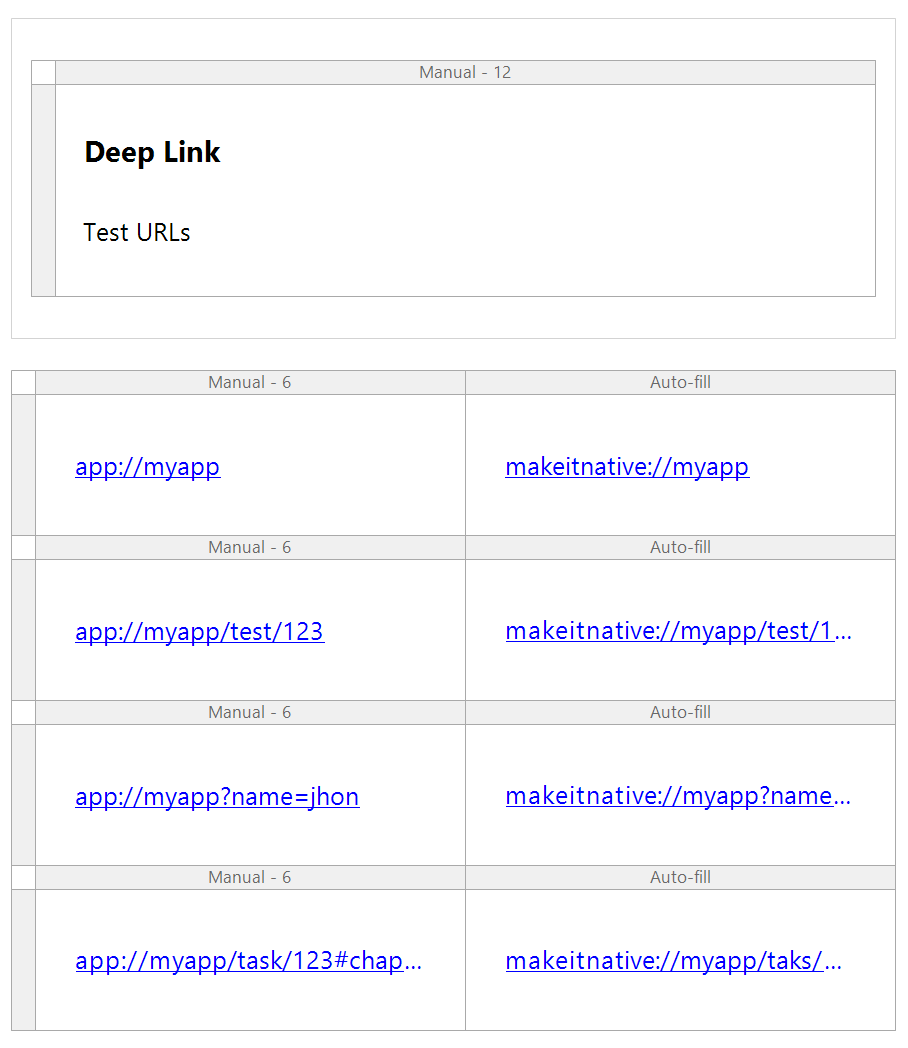 Manual - 12
Deep Link
Test URLs
Manual - 6 Auto-fill
app://myapp makeitnative://myapp
Manual - 6 Auto-fill
app://myapp/test/123 makeitnative://myapp/test/1...
Manual - 6 Auto-fill
app://myapp?name=jhon makeitnative://myapp?name...
Manual - 6 Auto-fill
app://myapp/task/123#chap... makeitnative://myapp/taks/...